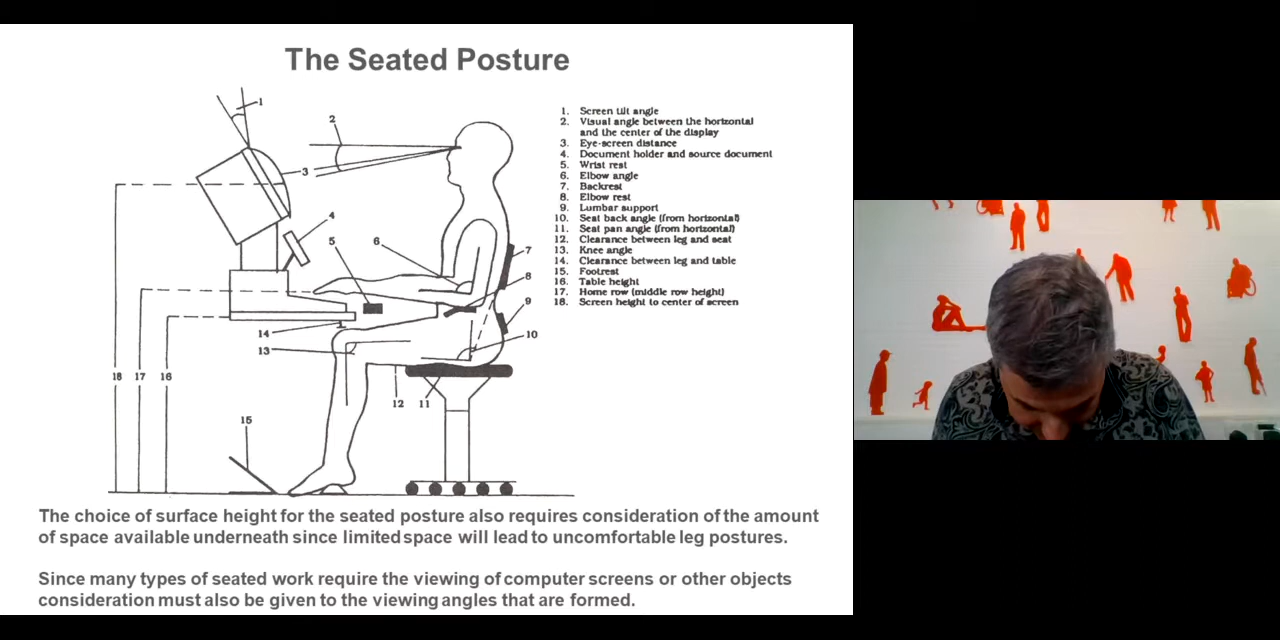 The Seated Posture
1
2
3
4
5
6
7
8
9
10
11
12
13
14
15
16
17
18
1. Screen tilt angle
2. Visual angle between the horizontal
and the center of the display
3. Eye-screen distance
4. Document holder and source document
5. Wrist rest
6. Elbow angle
7. Backrest
8. Elbow rest
9. Lumbar support
10. Seat back angle (from horizontal)
11. Seat pan angle (from horizontal)
12. Clearance between leg and seat
13. Knee angle
14. Clearance between leg and table
15. Footrest
16. Table height
17. Home row (middle row height)
18. Screen height to center of screen
The choice of surface height for the seated posture also requires consideration of the amount
of space available underneath since limited space will lead to uncomfortable leg postures.
Since many types of seated work require the viewing of computer screens or other objects
consideration must also be given to the viewing angles that are formed.